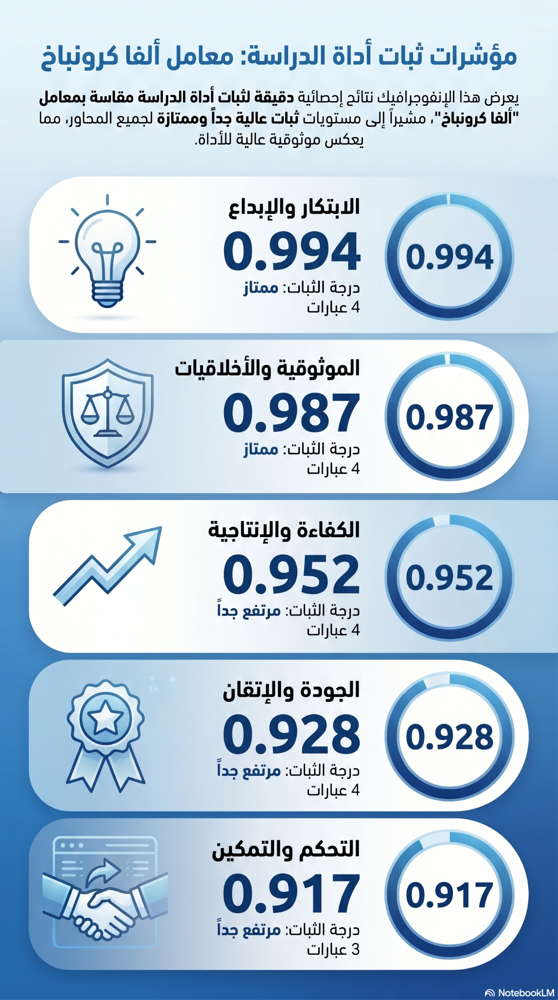 مؤشرات ثبات أداة الدراسة: معامل ألفا كرونباخ
يعرض هذا الإنفوجرافيك نتائج إحصائية دقيقة لثبات أداة الدراسة مقاسة بمعامل
"ألفا كرونباخ"، مشيراً إلى مستويات ثبات عالية جداً وممتازة لجميع المحاور، مما
يعكس موثوقية عالية للأداة.
0.994
الابتكار والإبداع
0.994
درجة الثبات: ممتاز
4 عبارات
0.987
الموثوقية والأخلاقيات
0.987
درجة الثبات: ممتاز
4 عبارات
0.952
الكفاءة والإنتاجية
0.952
درجة الثبات: مرتفع جداً
4 عبارات
0.928
الجودة والإتقان
0.928
درجة الثبات: مرتفع جداً
4 عبارات
0.917
التحكم والتمكين
0.917
درجة الثبات: مرتفع جداً
3 عبارات
NotebookLM